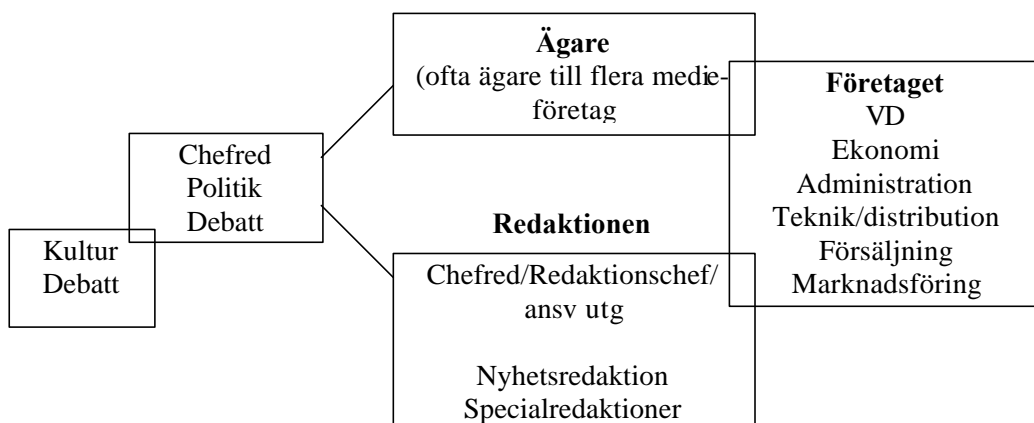 Ägare
(ofta ägare till flera medie-
företag
Företaget
VD
Ekonomi
Administration
Teknik/distribution
Försäljning
Marknadsföring
Chefred
Politik
Debatt
Kultur
Debatt
Redaktionen
Chefred/Redaktionschef/
ansv utg
Nyhetsredaktion
Specialredaktioner